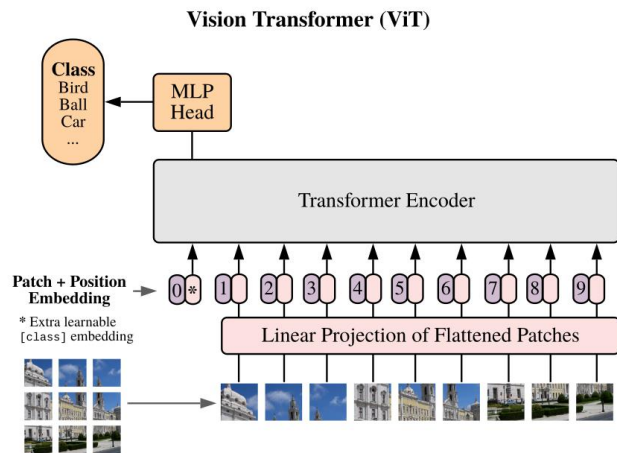 Vision Transformer (ViT)
Class
Bird
Ball
Car
...
MLP
Head
Transformer Encoder
Patch + Position
Embedding
* Extra learnable
[class] embedding
0 * 1 2 3 4 5 6 7 8 9
Linear Projection of Flattened Patches